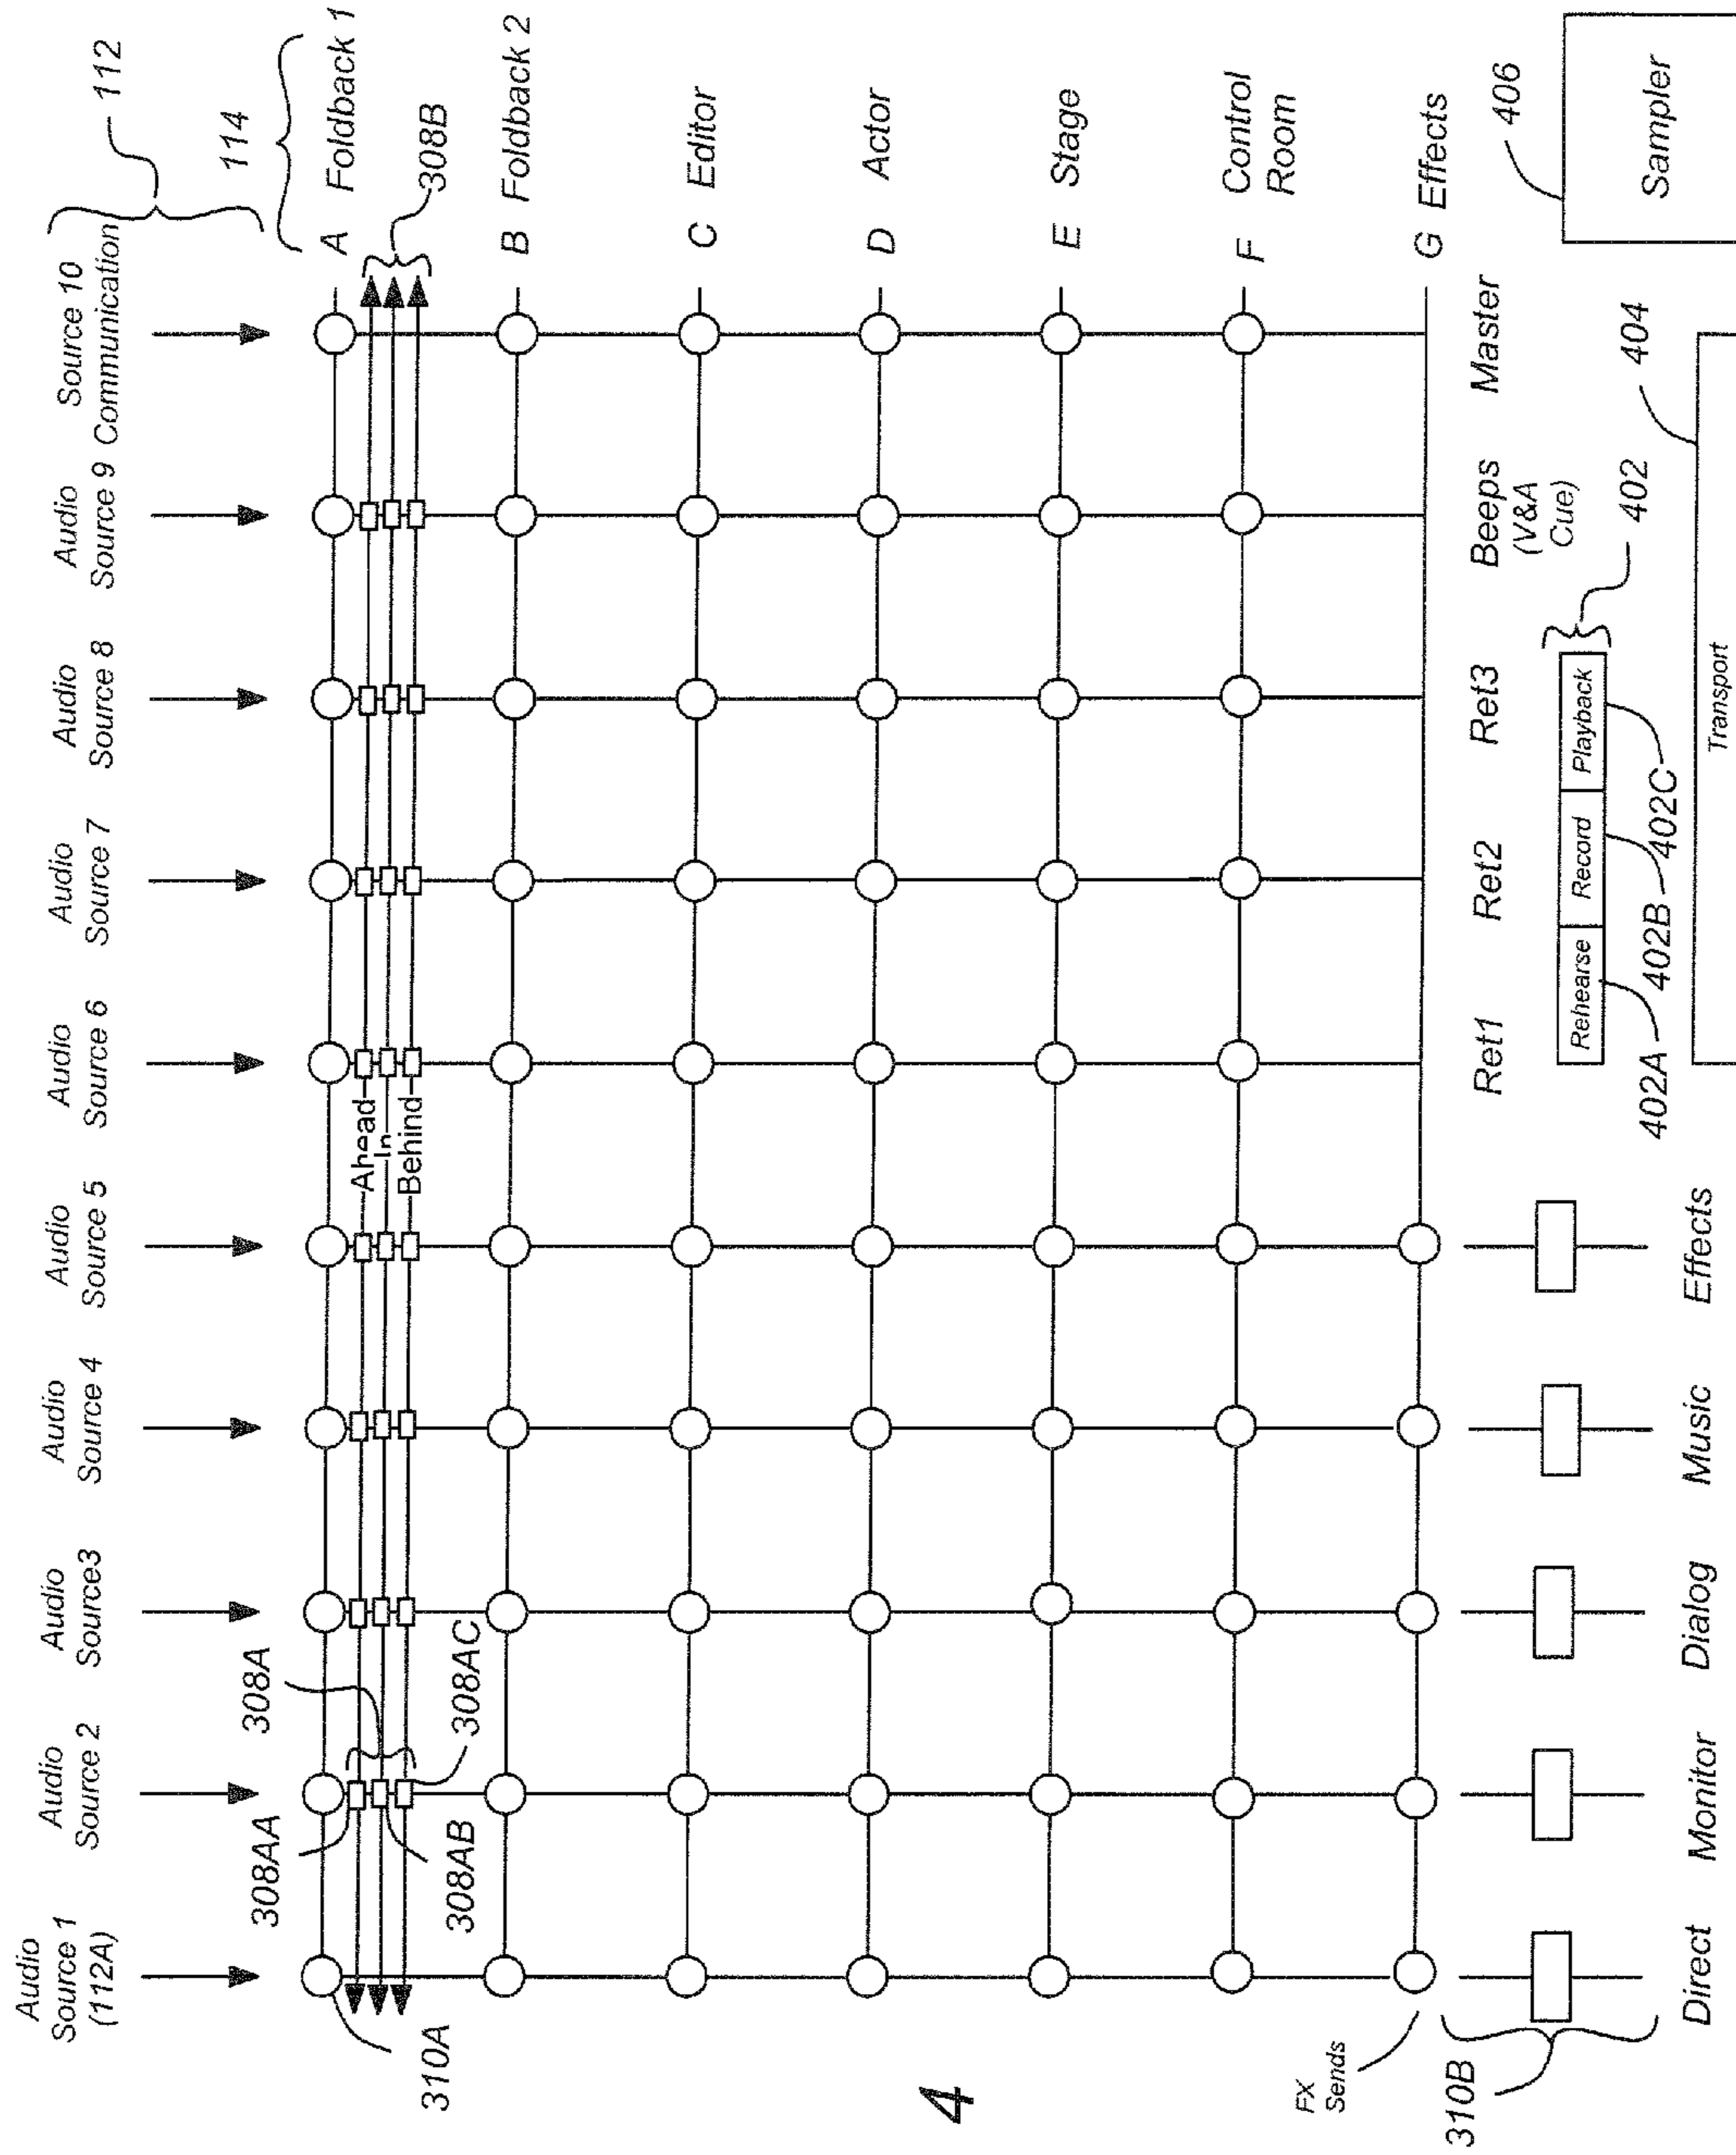 Audio
Source 1
(112A)
Audio
Source 2
Audio
Source3
Audio
Source 4
Audio
Source 5
Audio
Source 6
Audio
Source 7
Audio
Source 8
Audio
Source 9
Source 10
Communication
112
114
A Foldback 1
308B
B Foldback 2
C Editor
D Actor
E Stage
F Control
Room
G Effects
Ahead
In
Behind
308A
308AA
308AB
308AC
310A
4
FX
Sends
310B
Direct
Monitor
Dialog
Music
Effects
Ret1
Ret2
Ret3
Beeps
(V&A
Cue)
Master
Rehearse
Record
Playback
402
402A
402B
402C
404
Transport
406
Sampler